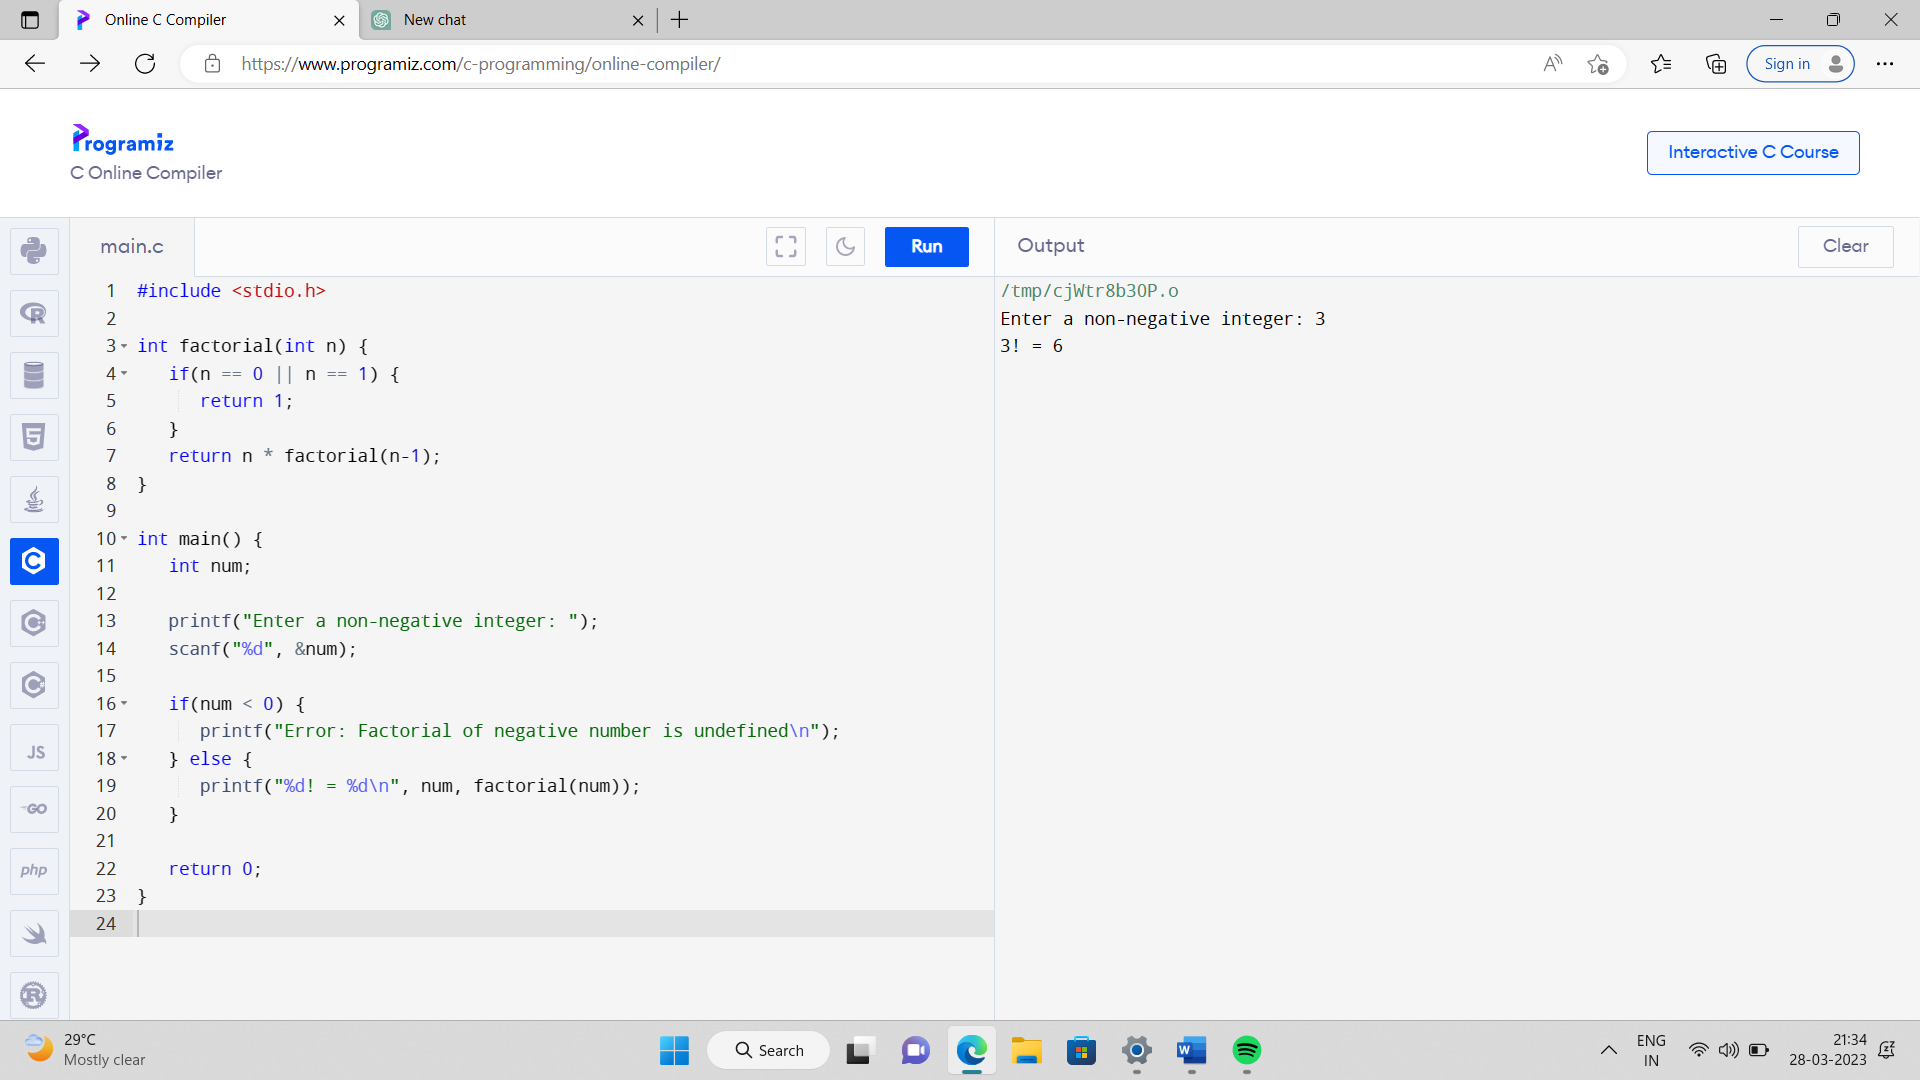 Online C Compiler
New chat
https://www.programiz.com/c-programming/online-compiler/
Sign in
Programiz
C Online Compiler
Interactive C Course
main.c
Run
Output
Clear
1 #include <stdio.h>
2
3 int factorial(int n) {
4 if(n == 0 || n == 1) {
5 return 1;
6 }
7 return n * factorial(n-1);
8 }
9
10 int main() {
11 int num;
12
13 printf("Enter a non-negative integer: ");
14 scanf("%d", &num);
15
16 if(num < 0) {
17 printf("Error: Factorial of negative number is undefined\n");
18 } else {
19 printf("%d! = %d\n", num, factorial(num));
20 }
21
22 return 0;
23 }
24
/tmp/cjWtr8b3OP.o
Enter a non-negative integer: 3
3! = 6
R
5
C
C
C
JS
GO
php
R
29°C
Mostly clear
Search
W
ENG
IN
21:34
28-03-2023